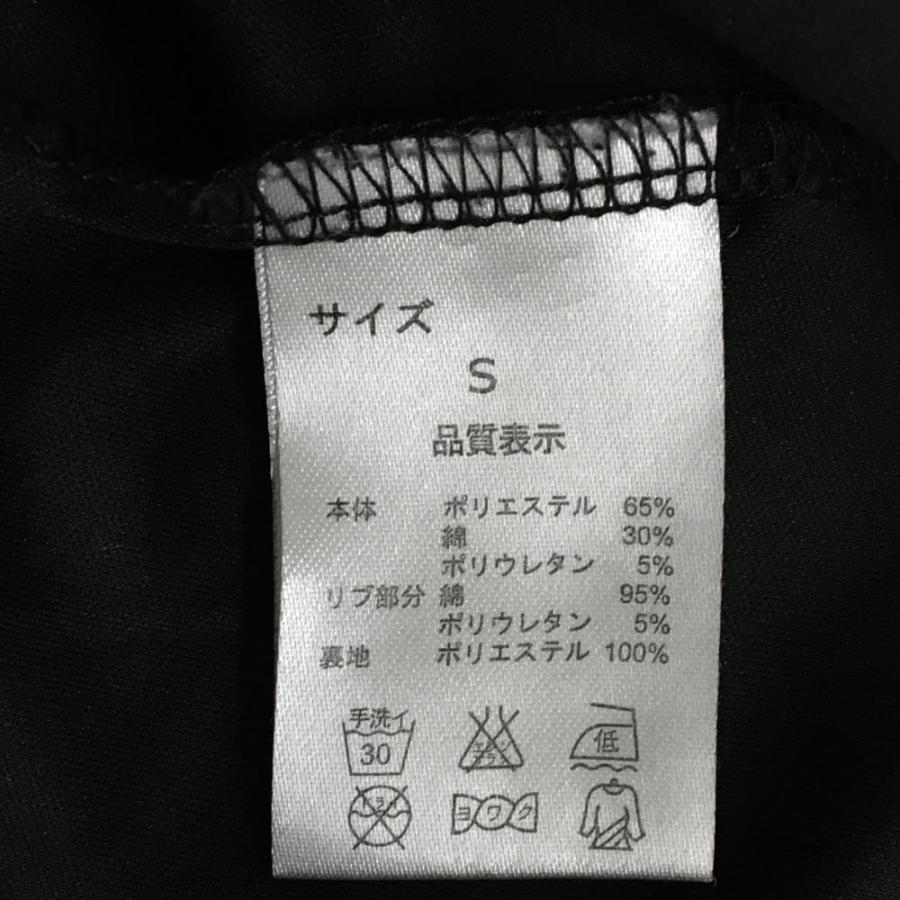 サイズ
S
品質表示
本体 ポリエステル 65%
綿 30%
ポリウレタン 5%
リブ部分 綿 95%
ポリウレタン 5%
裏地 ポリエステル 100%
手洗イ
30
低
ヨワク